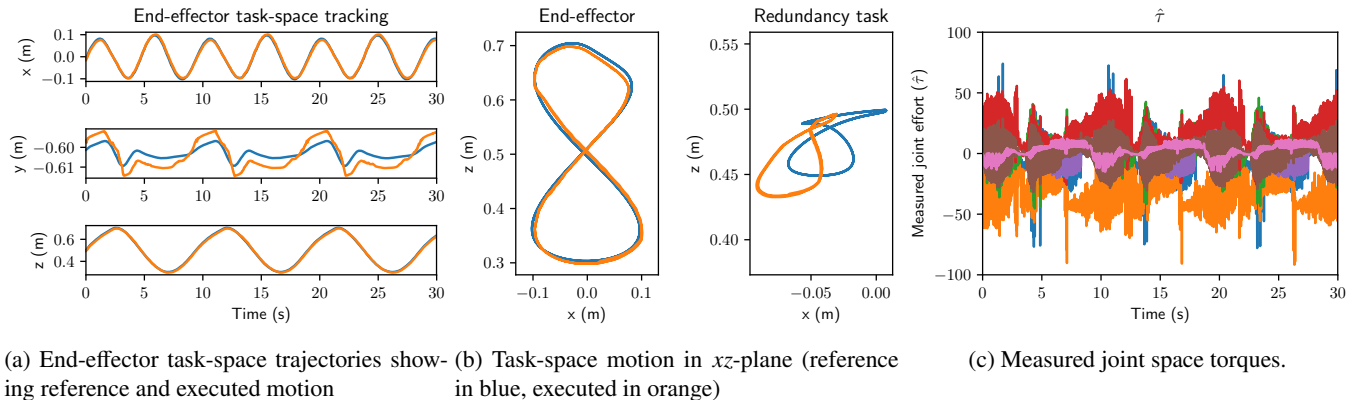 End-effector task-space tracking
x (m)
0.1
0.0
−0.1
0 5 10 15 20 25 30
y (m)
−0.60
−0.61
0 5 10 15 20 25 30
z (m)
0.6
0.4
0 5 10 15 20 25 30
Time (s)
End-effector
z (m)
0.7
0.6
0.5
0.4
0.3
−0.1 0.0 0.1
x (m)
Redundancy task
z (m)
0.55
0.50
0.45
0.40
−0.05 0.00
x (m)
τ̂
Measured joint effort (τ̂)
100
50
0
−50
−100
0 5 10 15 20 25 30
Time (s)
(a) End-effector task-space trajectories show-
ing reference and executed motion
(b) Task-space motion in xz-plane (reference
in blue, executed in orange)
(c) Measured joint space torques.